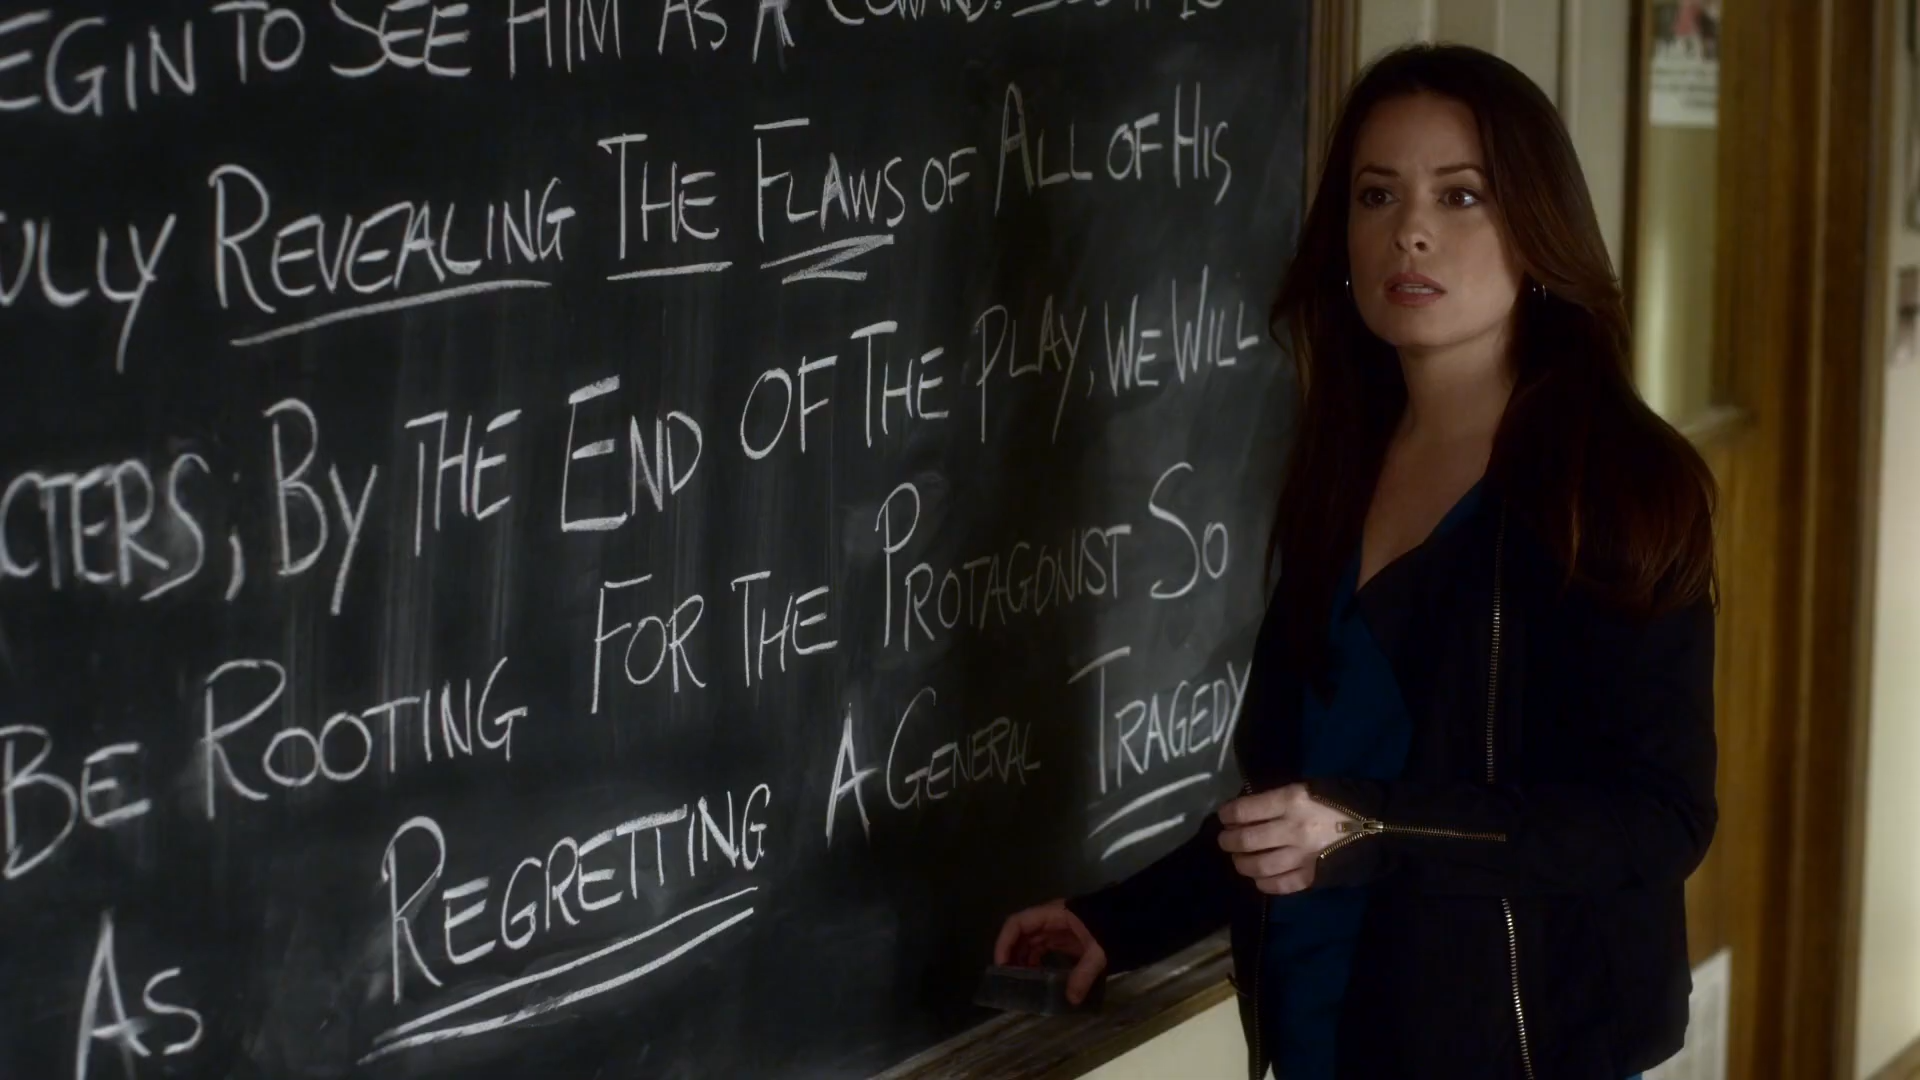 EGIN TO SEE HIM AS A COWARD.
ULLY REVEALING THE FLAWS OF ALL OF HIS
CTERS; BY THE END OF THE PLAY, WE WILL
BE ROOTING FOR THE PROTAGONIST SO
AS REGRETTING A GENERAL TRAGEDY